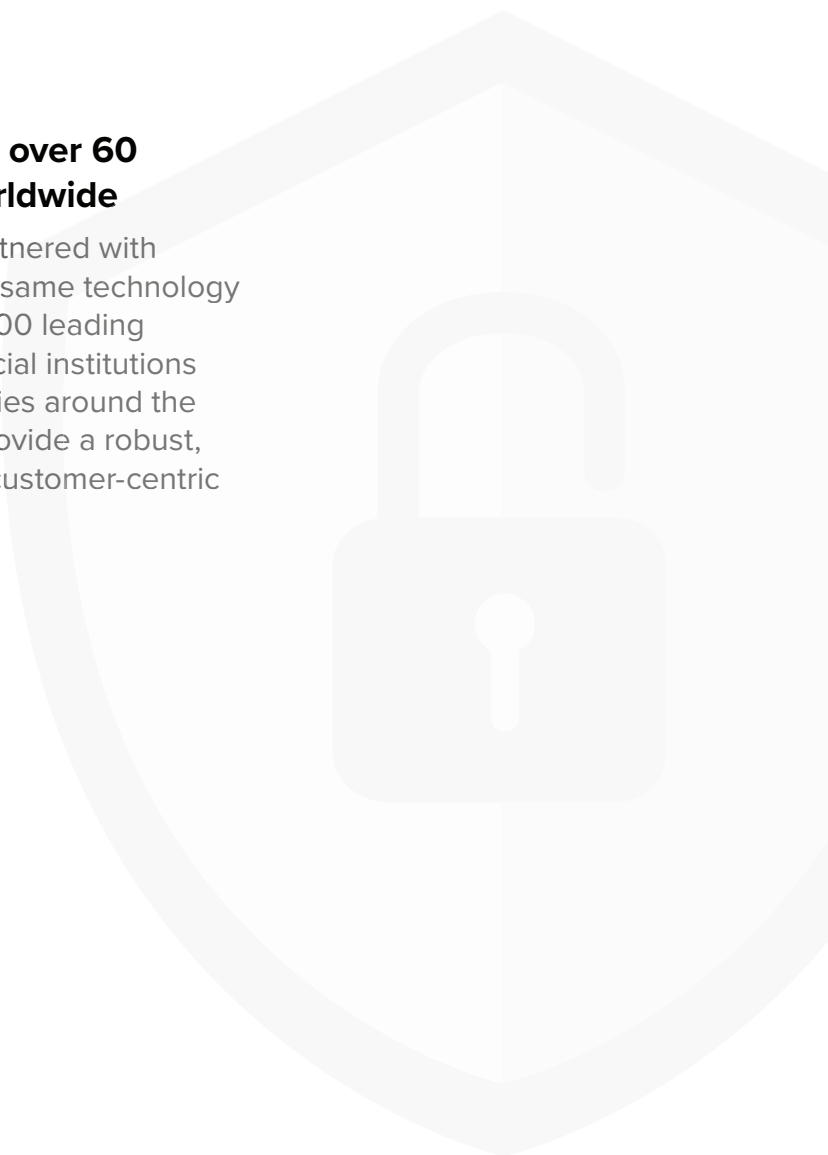 over 60
rldwide
tnered with
same technology
00 leading
cial institutions
ies around the
ovide a robust,
customer-centric